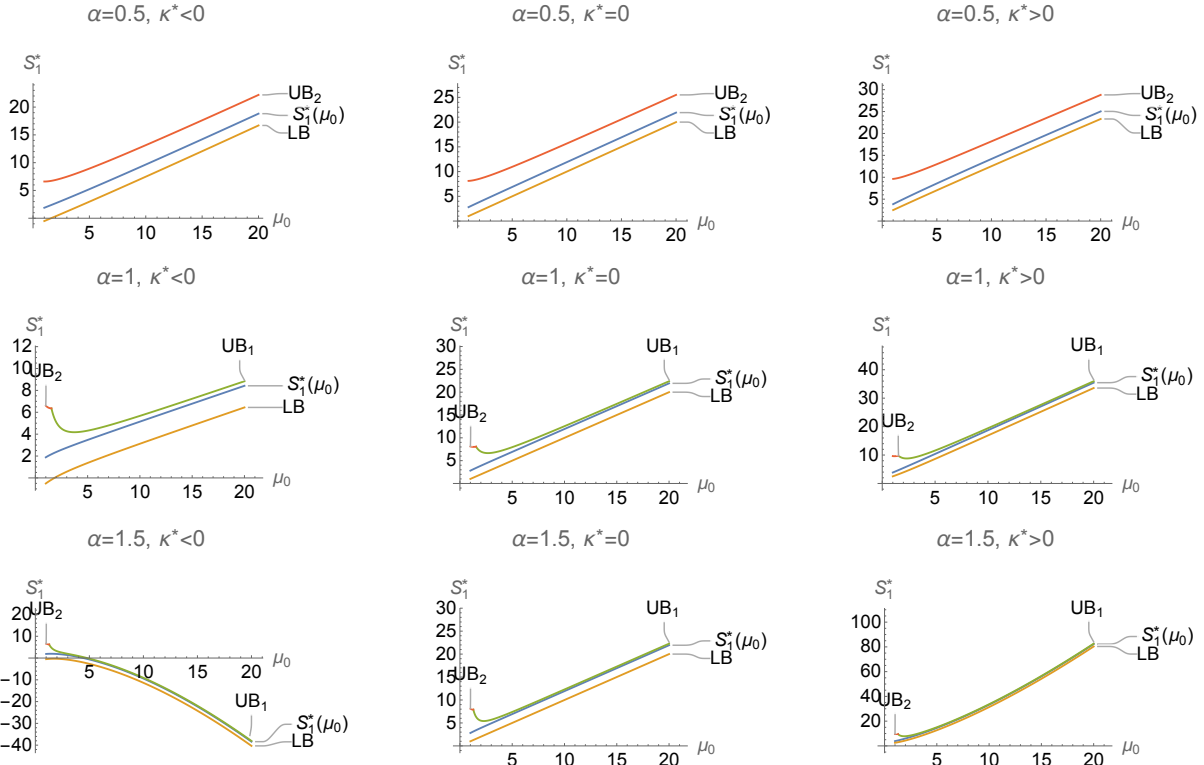 α=0.5, κ*<0
S₁*
20
15
10
5
5 10 15 20
μ₀
UB₂
S₁*(μ₀)
LB
α=0.5, κ*=0
S₁*
25
20
15
10
5
5 10 15 20
μ₀
UB₂
S₁*(μ₀)
LB
α=0.5, κ*>0
S₁*
30
25
20
15
10
5
5 10 15 20
μ₀
UB₂
S₁*(μ₀)
LB
α=1, κ*<0
S₁*
12
10
8
6
4
2
5 10 15 20
μ₀
UB₂
UB₁
S₁*(μ₀)
LB
α=1, κ*=0
S₁*
30
25
20
15
10
5
5 10 15 20
μ₀
UB₂
UB₁
S₁*(μ₀)
LB
α=1, κ*>0
S₁*
40
30
20
10
5 10 15 20
μ₀
UB₂
UB₁
S₁*(μ₀)
LB
α=1.5, κ*<0
S₁*
20
10
−10
−20
−30
−40
5 10 15 20
μ₀
UB₂
UB₁
S₁*(μ₀)
LB
α=1.5, κ*=0
S₁*
30
25
20
15
10
5
5 10 15 20
μ₀
UB₂
UB₁
S₁*(μ₀)
LB
α=1.5, κ*>0
S₁*
100
80
60
40
20
5 10 15 20
μ₀
UB₂
UB₁
S₁*(μ₀)
LB